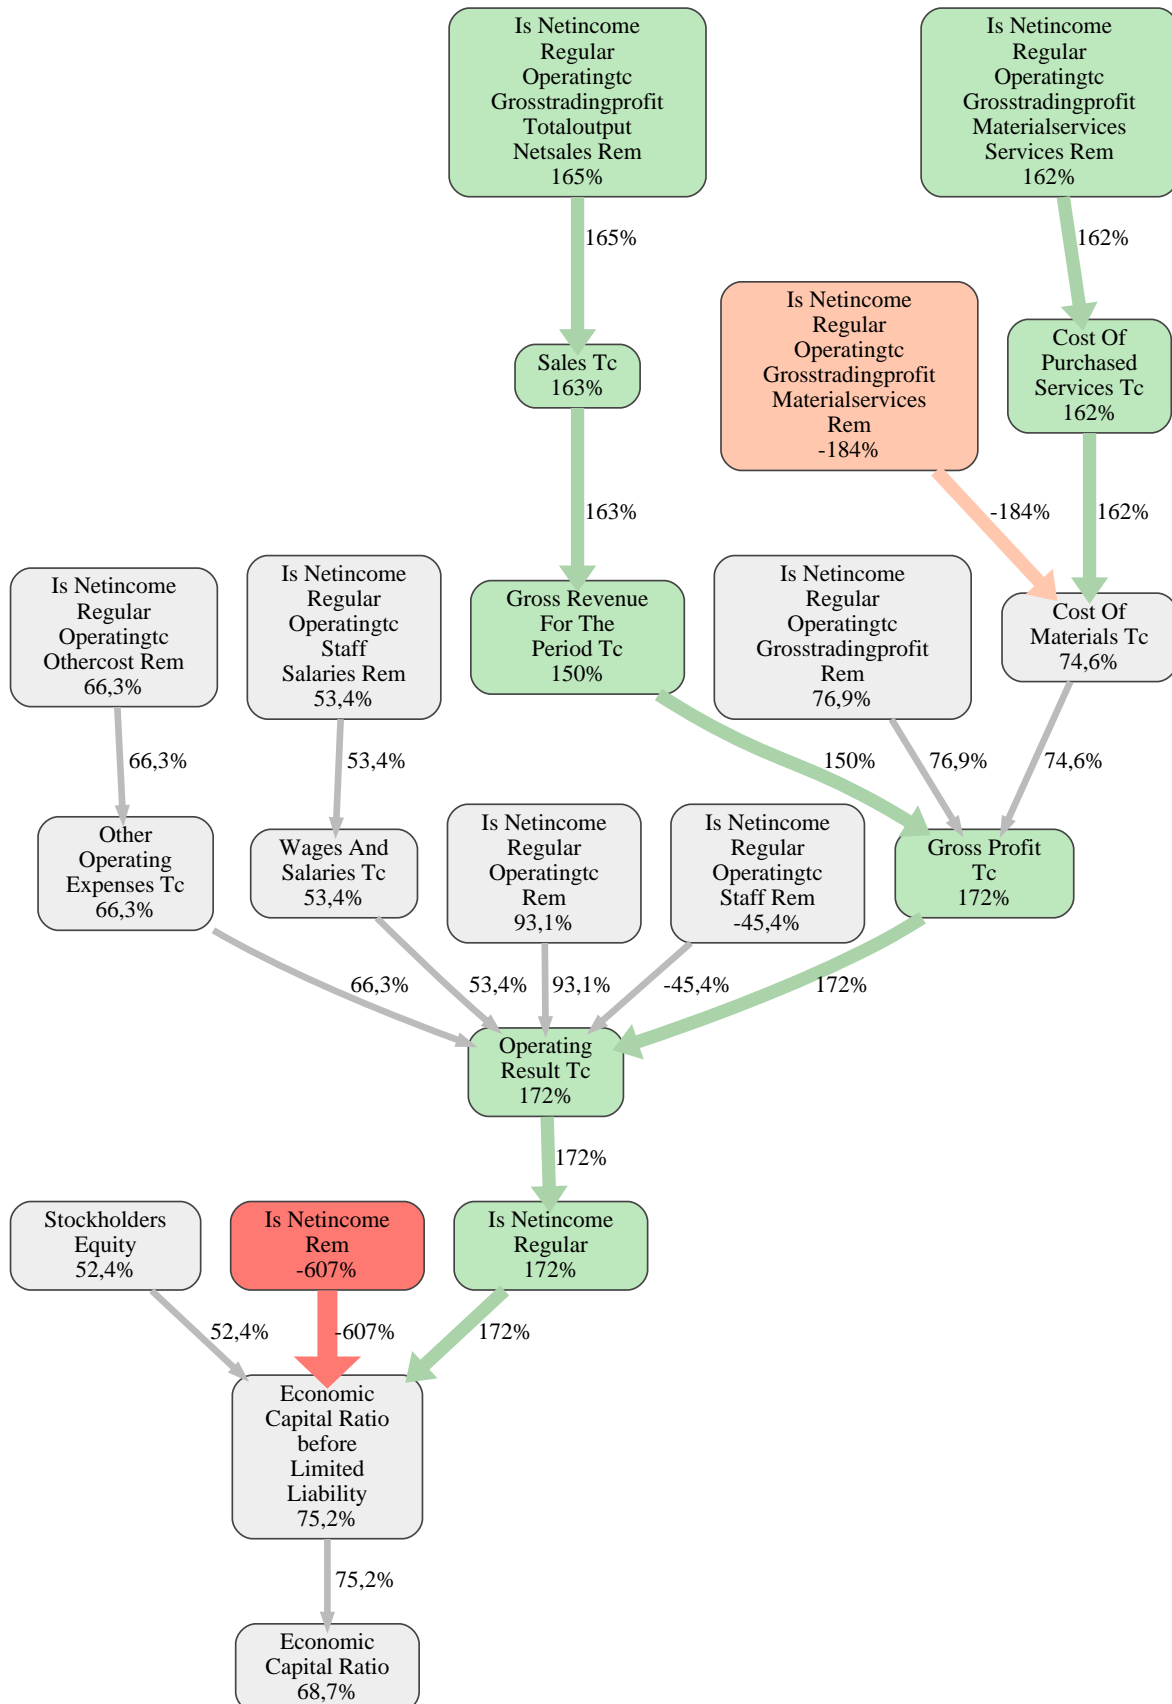 Is Netincome
Regular
Operatingtc
Grosstradingprofit
Totaloutput
Netsales Rem
165%
Is Netincome
Regular
Operatingtc
Grosstradingprofit
Materialservices
Services Rem
162%
165%
162%
Is Netincome
Regular
Operatingtc
Grosstradingprofit
Materialservices
Rem
-184%
Sales Tc
163%
Cost Of
Purchased
Services Tc
162%
163%
-184%
162%
Is Netincome
Regular
Operatingtc
Othercost Rem
66,3%
Is Netincome
Regular
Operatingtc
Staff
Salaries Rem
53,4%
Gross Revenue
For The
Period Tc
150%
Is Netincome
Regular
Operatingtc
Grosstradingprofit
Rem
76,9%
Cost Of
Materials Tc
74,6%
66,3%
53,4%
150%
76,9%
74,6%
Other
Operating
Expenses Tc
66,3%
Wages And
Salaries Tc
53,4%
Is Netincome
Regular
Operatingtc
Rem
93,1%
Is Netincome
Regular
Operatingtc
Staff Rem
-45,4%
Gross Profit
Tc
172%
66,3%
53,4%
93,1%
-45,4%
172%
Operating
Result Tc
172%
172%
Stockholders
Equity
52,4%
Is Netincome
Rem
-607%
Is Netincome
Regular
172%
52,4%
-607%
172%
Economic
Capital Ratio
before
Limited
Liability
75,2%
75,2%
Economic
Capital Ratio
68,7%